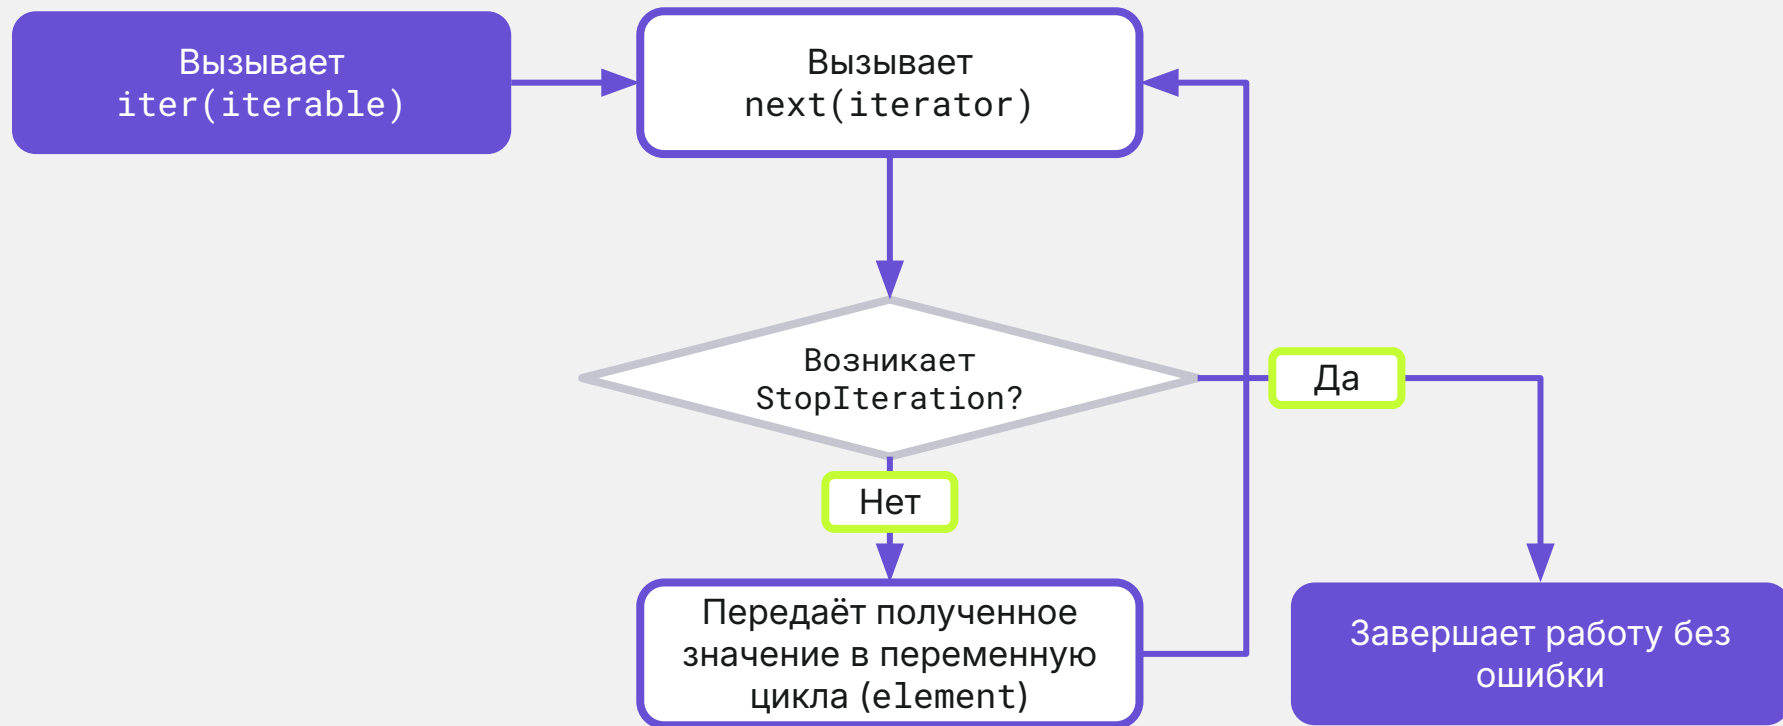 Вызывает
iter(iterable)
Вызывает
next(iterator)
Возникает
StopIteration?
Да
Нет
Передаёт полученное
значение в переменную
цикла (element)
Завершает работу без
ошибки